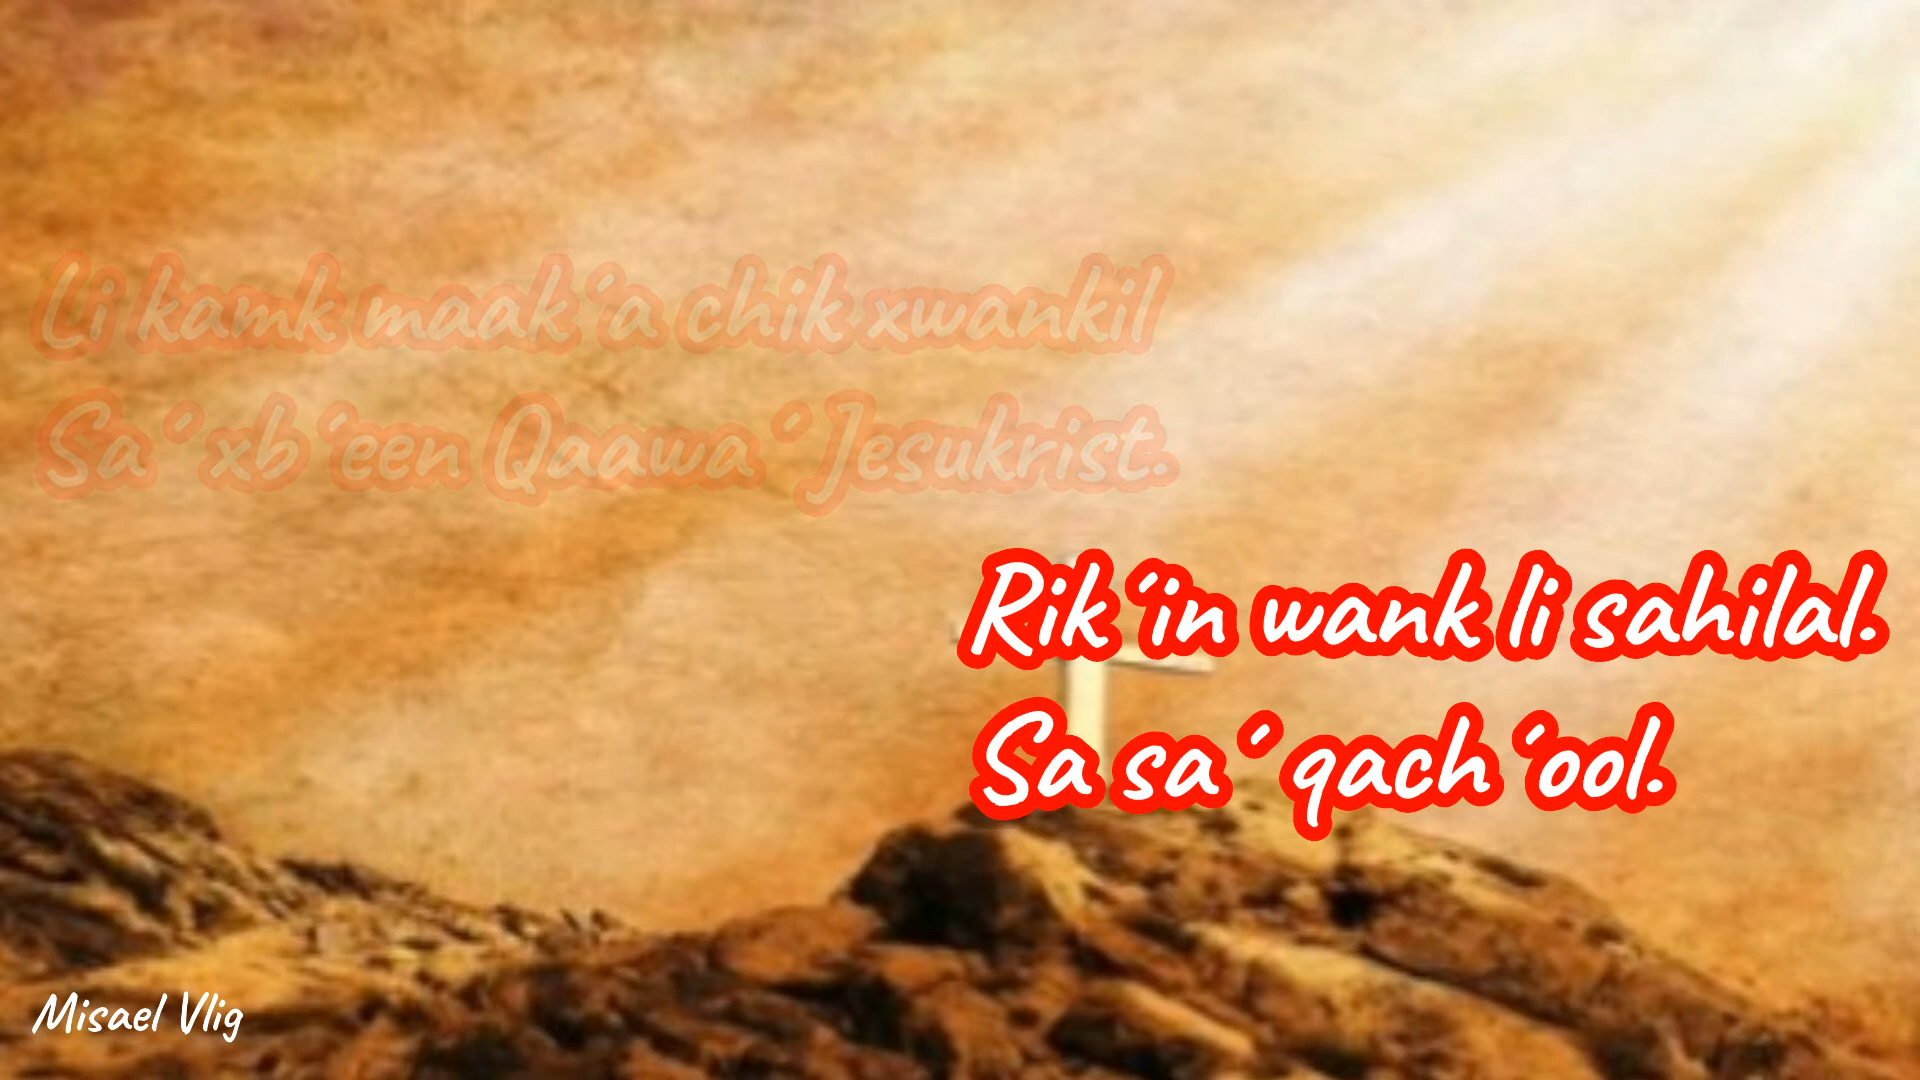 Li kamk maak´a chik xwankil
Sa´ xb´een Qaawa´ Jesukrist.
Rik´in wank li sahilal.
Sa sa´ qach´ool.
Misael Vlig